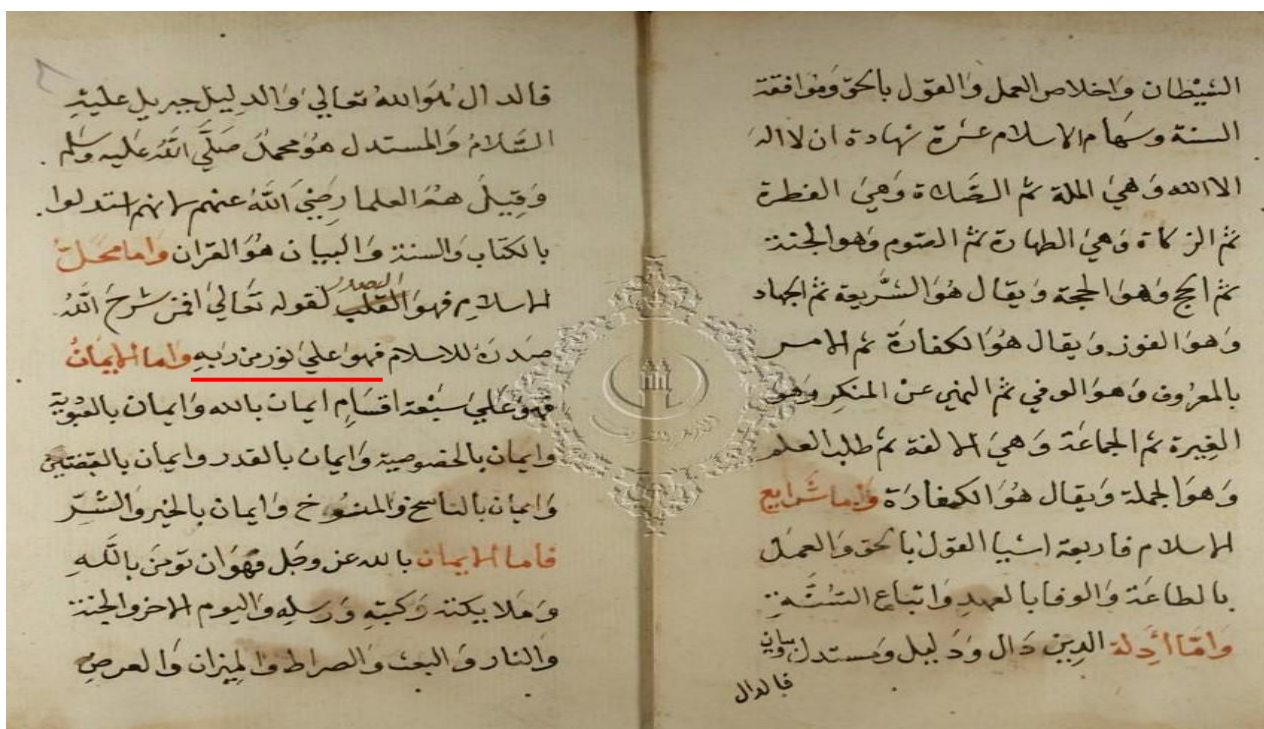 الشيطان واخلاص العمل والقول بالحق وموافقة
السنة وسهام الاسلام عشرة شهادة ان لا اله
الا الله وهي الملة ثم الصلاة وهي الفطرة
ثم الزكاة وهي الطهارة ثم الصوم وهو الجنة
ثم الحج وهو الحجة ويقال هو الشريعة ثم الجهاد
وهو الفوز ويقال هو الكفارة ثم الامر
بالمعروف وهو الوفي ثم النهي عن المنكر وهو
الغيرة ثم الجماعة وهي الالفة ثم طلب العلم
وهو الجملة ويقال هو الكفارة واما شرايع
الاسلام فاربعة اشيا القول بالحق والعمل
بالطاعة والوفا بالعهد واتباع السنة
واما أدلة الدين دال ودليل ومستدل وبيان
فالدال
فالدال هو الله تعالي والدليل جبريل عليه
السلام والمستدل هو محمد صلي الله عليه وسلم
وقيل هم العلما رضي الله عنهم لانهم استدلوا
بالكتاب والسنة والبيان هو القران واما محل
الاسلام فهو القلب الصدر لقوله تعالي افمن شرح الله
صدره للاسلام فهو علي نور من ربه واما الايمان
فهو علي سبعة اقسام ايمان بالله وايمان بالغيوبية
وايمان بالخصوصية وايمان بالقدر وايمان
وايمان بالناسخ والمنسوخ وايمان بالخير والشر
فاما الايمان بالله عز وجل فهو ان تومن بالله
وملايكته وكتبه ورسله واليوم الاخر والجنة
والنار والبعث والصراط والميزان والعرض